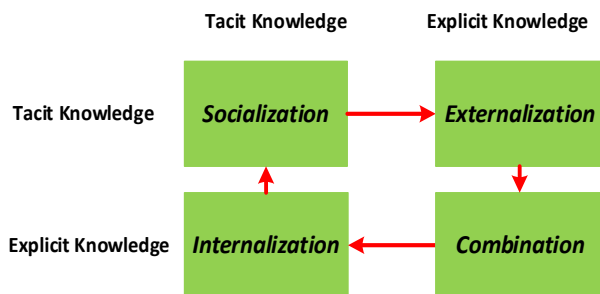 Tacit Knowledge
Explicit Knowledge
Tacit Knowledge
Socialization
Externalization
Explicit Knowledge
Internalization
Combination